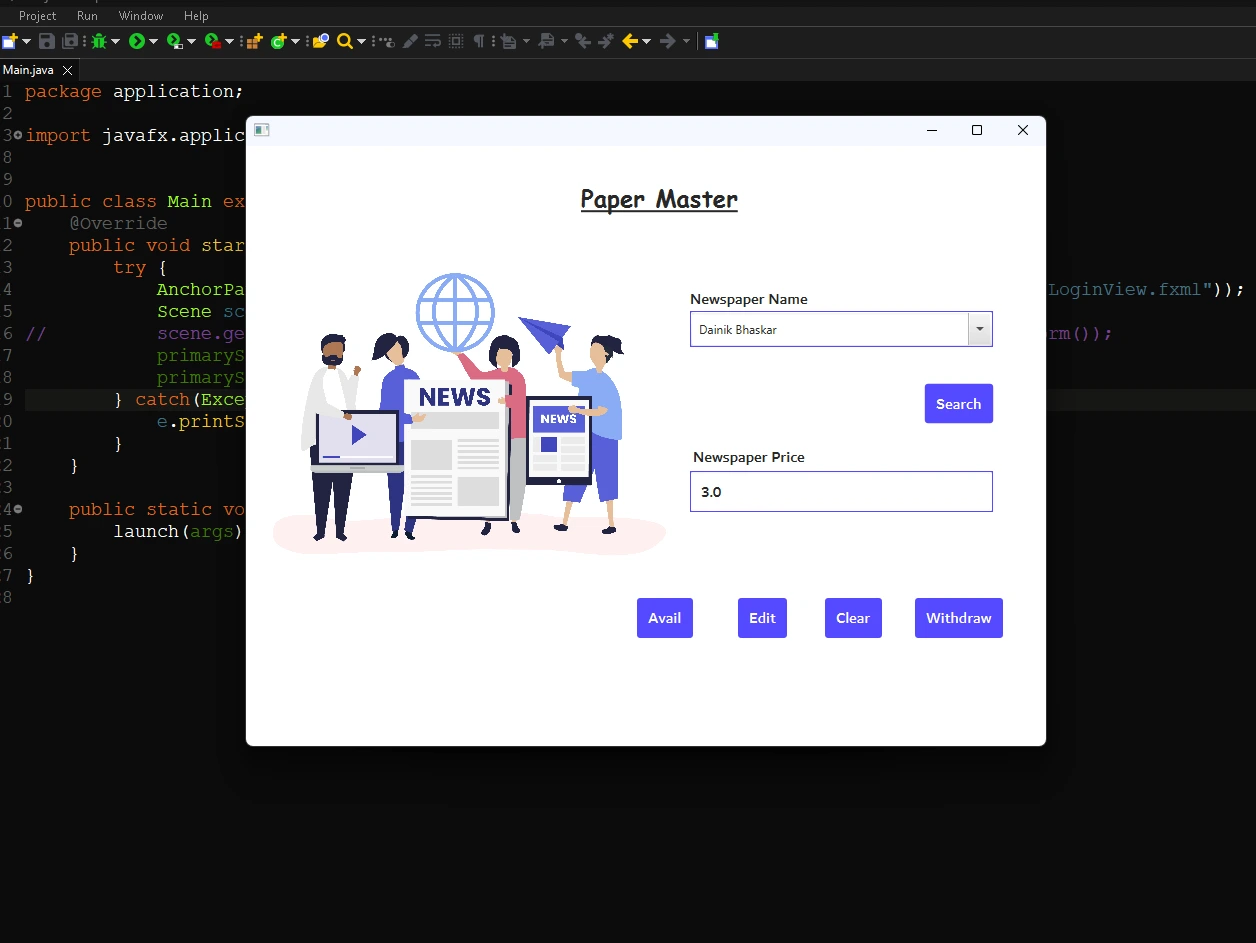 Project Run Window Help
Main.java
1 package application;
2
3 import javafx.applic
8
9
0 public class Main ex
1 @Override
2 public void star
3 try {
4 AnchorPa LoginView.fxml"));
5 Scene sc
6 // scene.ge rm());
7 primaryS
8 primaryS
9 } catch(Exce
0 e.printS
1 }
2 }
3
4 public static vo
5 launch(args)
6 }
7 }
8
Paper Master
NEWS
NEWS
Newspaper Name
Dainik Bhaskar
Search
Newspaper Price
3.0
Avail Edit Clear Withdraw